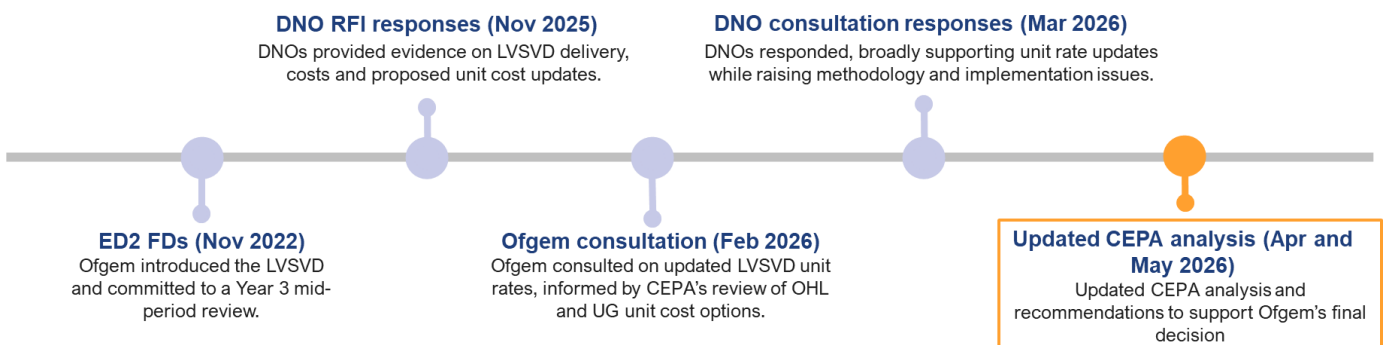 DNO RFI responses (Nov 2025)
DNOs provided evidence on LVSVD delivery,
costs and proposed unit cost updates.
DNO consultation responses (Mar 2026)
DNOs responded, broadly supporting unit rate updates
while raising methodology and implementation issues.
ED2 FDs (Nov 2022)
Ofgem introduced the LVSVD
and committed to a Year 3 mid-
period review.
Ofgem consultation (Feb 2026)
Ofgem consulted on updated LVSVD unit
rates, informed by CEPA's review of OHL
and UG unit cost options.
Updated CEPA analysis (Apr and
May 2026)
Updated CEPA analysis and
recommendations to support Ofgem's final
decision